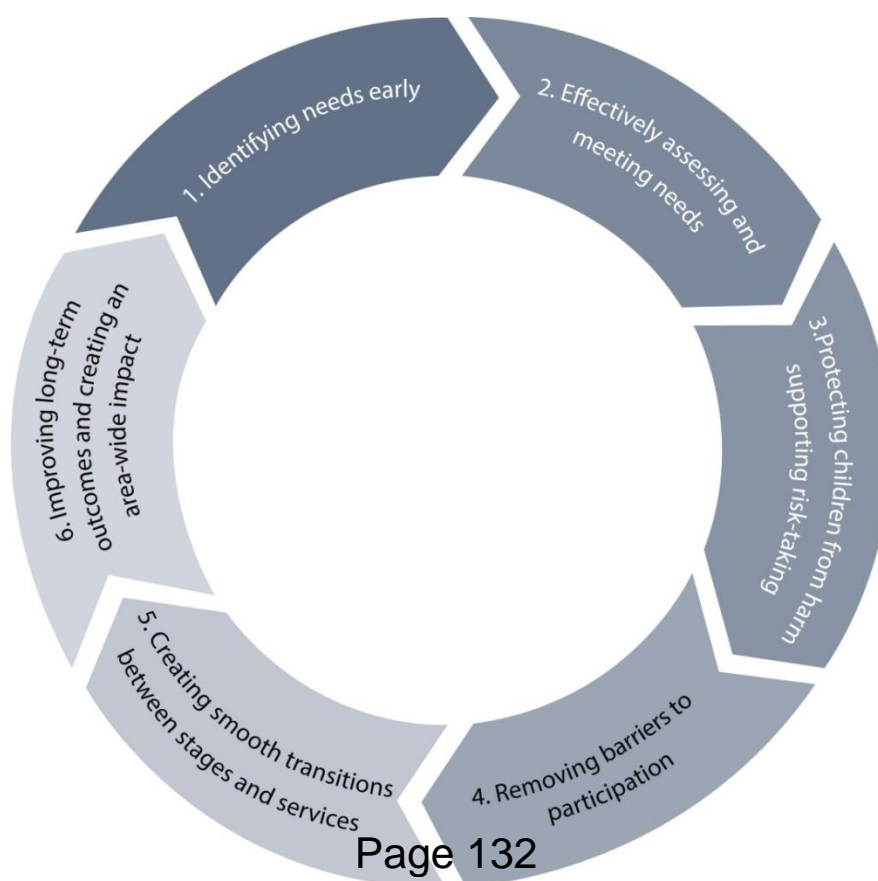 1. Identifying needs early
2. Effectively assessing and
meeting needs
3.Protecting children from harm
supporting risk-taking
4. Removing barriers to
participation
5. Creating smooth transitions
between stages and services
6. Improving long-term
outcomes and creating an
area-wide impact
Page 132